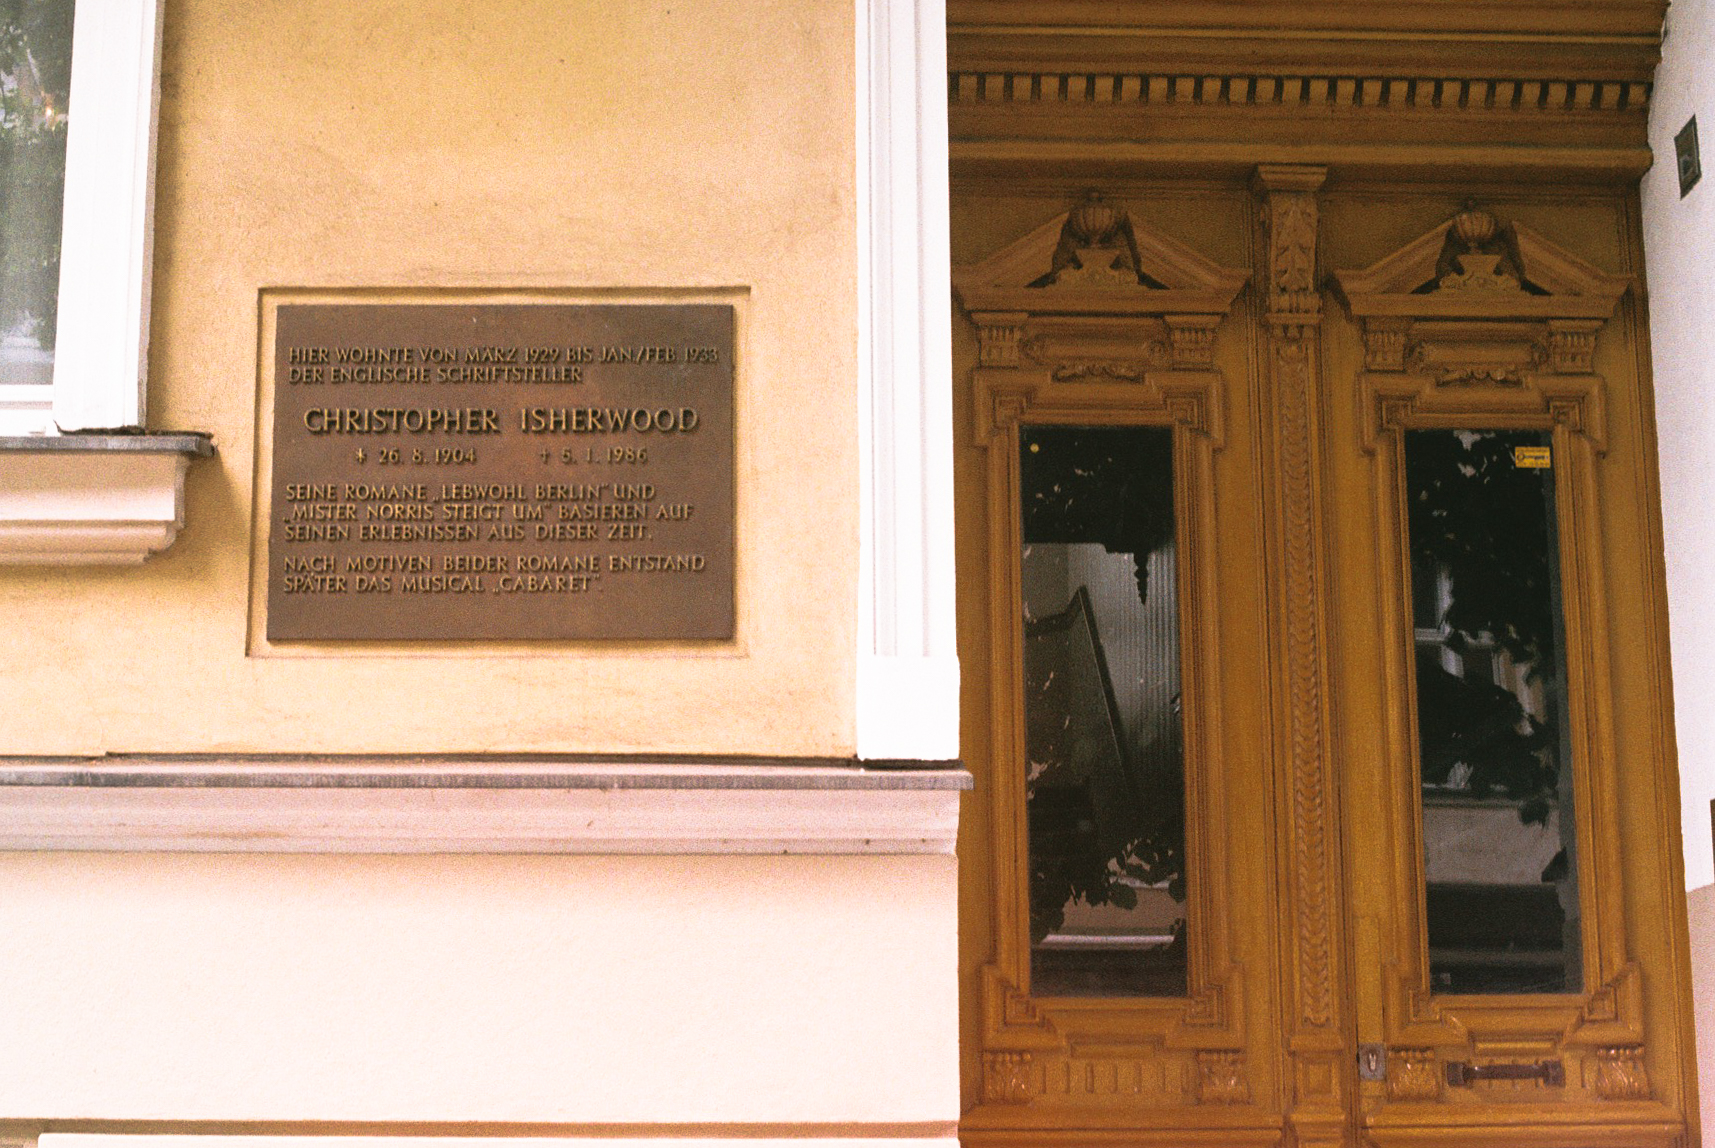 HIER WOHNTE VON MÄRZ 1929 BIS JAN./FEB. 1933
DER ENGLISCHE SCHRIFTSTELLER
CHRISTOPHER ISHERWOOD
* 26. 8. 1904 † 5. 1. 1986
SEINE ROMANE „LEBWOHL BERLIN“ UND
„MISTER NORRIS STEIGT UM“ BASIEREN AUF
SEINEN ERLEBNISSEN AUS DIESER ZEIT.
NACH MOTIVEN BEIDER ROMANE ENTSTAND
SPÄTER DAS MUSICAL „CABARET“.